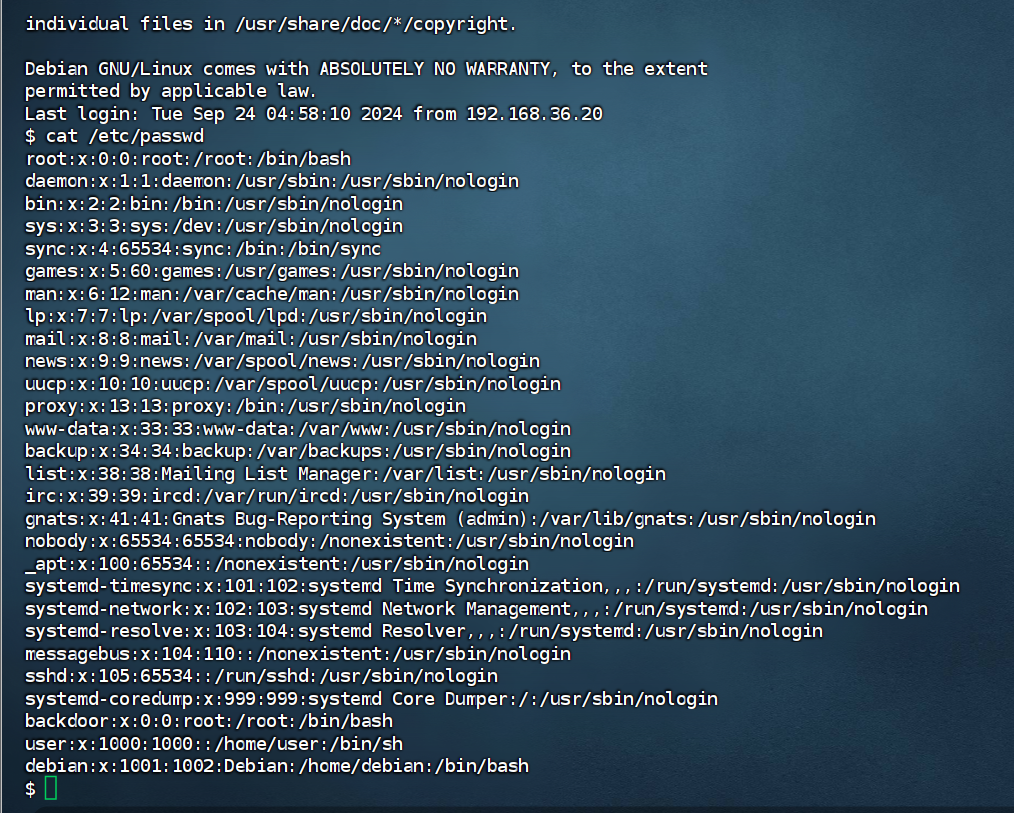 individual files in /usr/share/doc/*/copyright.
Debian GNU/Linux comes with ABSOLUTELY NO WARRANTY, to the extent
permitted by applicable law.
Last login: Tue Sep 24 04:58:10 2024 from 192.168.36.20
$ cat /etc/passwd
root:x:0:0:root:/root:/bin/bash
daemon:x:1:1:daemon:/usr/sbin:/usr/sbin/nologin
bin:x:2:2:bin:/bin:/usr/sbin/nologin
sys:x:3:3:sys:/dev:/usr/sbin/nologin
sync:x:4:65534:sync:/bin:/bin/sync
games:x:5:60:games:/usr/games:/usr/sbin/nologin
man:x:6:12:man:/var/cache/man:/usr/sbin/nologin
lp:x:7:7:lp:/var/spool/lpd:/usr/sbin/nologin
mail:x:8:8:mail:/var/mail:/usr/sbin/nologin
news:x:9:9:news:/var/spool/news:/usr/sbin/nologin
uucp:x:10:10:uucp:/var/spool/uucp:/usr/sbin/nologin
proxy:x:13:13:proxy:/bin:/usr/sbin/nologin
www-data:x:33:33:www-data:/var/www:/usr/sbin/nologin
backup:x:34:34:backup:/var/backups:/usr/sbin/nologin
list:x:38:38:Mailing List Manager:/var/list:/usr/sbin/nologin
irc:x:39:39:ircd:/var/run/ircd:/usr/sbin/nologin
gnats:x:41:41:Gnats Bug-Reporting System (admin):/var/lib/gnats:/usr/sbin/nologin
nobody:x:65534:65534:nobody:/nonexistent:/usr/sbin/nologin
_apt:x:100:65534::/nonexistent:/usr/sbin/nologin
systemd-timesync:x:101:102:systemd Time Synchronization,,,:/run/systemd:/usr/sbin/nologin
systemd-network:x:102:103:systemd Network Management,,,:/run/systemd:/usr/sbin/nologin
systemd-resolve:x:103:104:systemd Resolver,,,:/run/systemd:/usr/sbin/nologin
messagebus:x:104:110::/nonexistent:/usr/sbin/nologin
sshd:x:105:65534::/run/sshd:/usr/sbin/nologin
systemd-coredump:x:999:999:systemd Core Dumper:/:/usr/sbin/nologin
backdoor:x:0:0:root:/root:/bin/bash
user:x:1000:1000::/home/user:/bin/sh
debian:x:1001:1002:Debian:/home/debian:/bin/bash
$